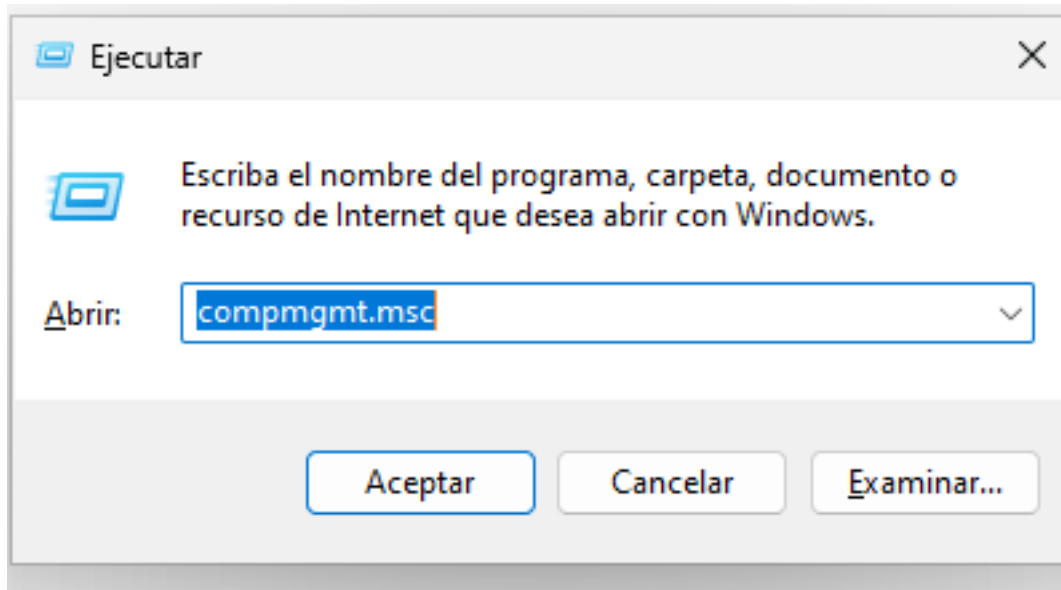 Ejecutar
Escriba el nombre del programa, carpeta, documento o
recurso de Internet que desea abrir con Windows.
Abrir: compmgmt.msc
Aceptar Cancelar Examinar...